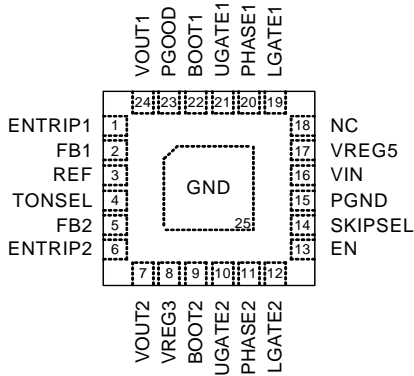 VOUT1 PGOOD BOOT1 UGATE1 PHASE1 LGATE1
24 23 22 21 20 19
ENTRIP1 1 18 NC
FB1 2 17 VREG5
REF 3 16 VIN
GND
TONSEL 4 15 PGND
FB2 5 25 14 SKIPSEL
ENTRIP2 6 13 EN
7 8 9 10 11 12
VOUT2 VREG3 BOOT2 UGATE2 PHASE2 LGATE2